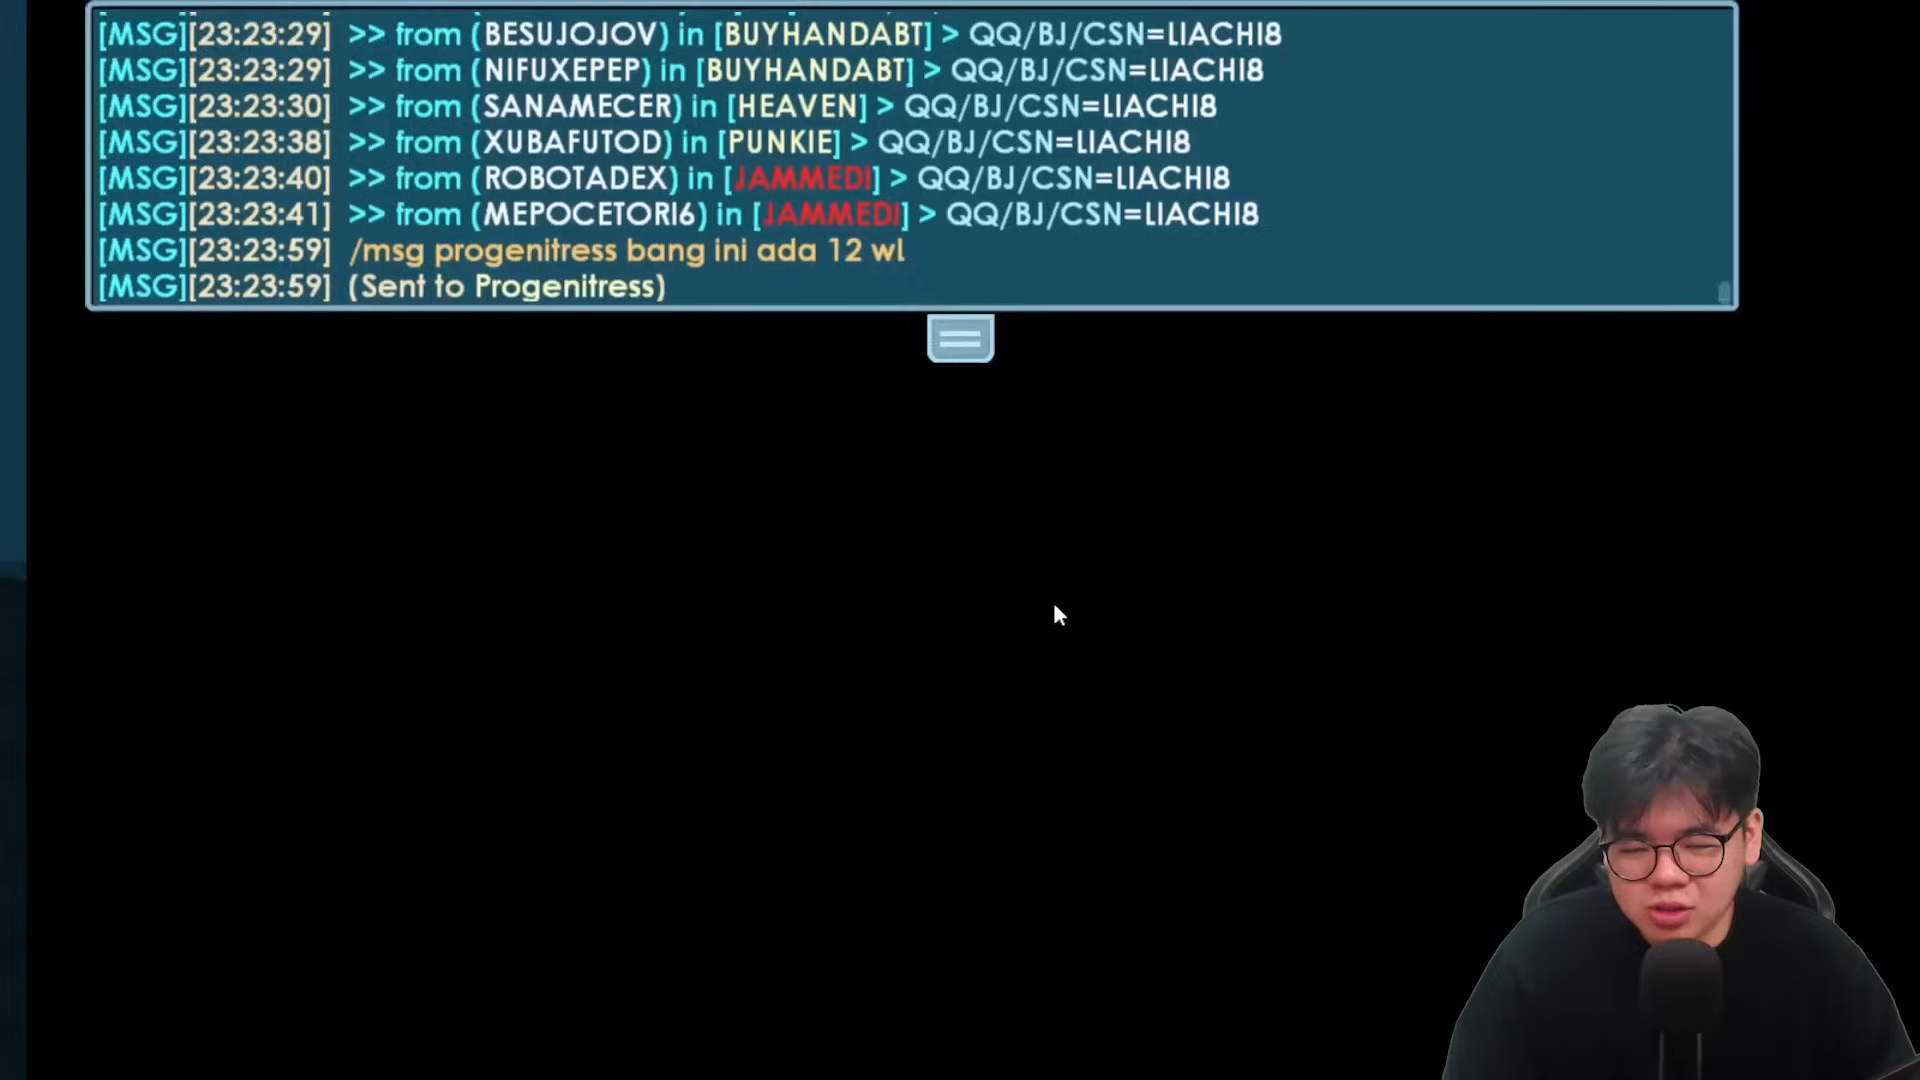 [MSG][23:23:29] >> from (BESUJOJOV) in [BUYHANDABT] > QQ/BJ/CSN=LIACHI8
[MSG][23:23:29] >> from (NIFUXEPEP) in [BUYHANDABT] > QQ/BJ/CSN=LIACHI8
[MSG][23:23:30] >> from (SANAMECER) in [HEAVEN] > QQ/BJ/CSN=LIACHI8
[MSG][23:23:38] >> from (XUBAFUTOD) in [PUNKIE] > QQ/BJ/CSN=LIACHI8
[MSG][23:23:40] >> from (ROBOTADEX) in [JAMMEDI] > QQ/BJ/CSN=LIACHI8
[MSG][23:23:41] >> from (MEPOCETORI6) in [JAMMEDI] > QQ/BJ/CSN=LIACHI8
[MSG][23:23:59] /msg progenitress bang ini ada 12 wl
[MSG][23:23:59] (Sent to Progenitress)